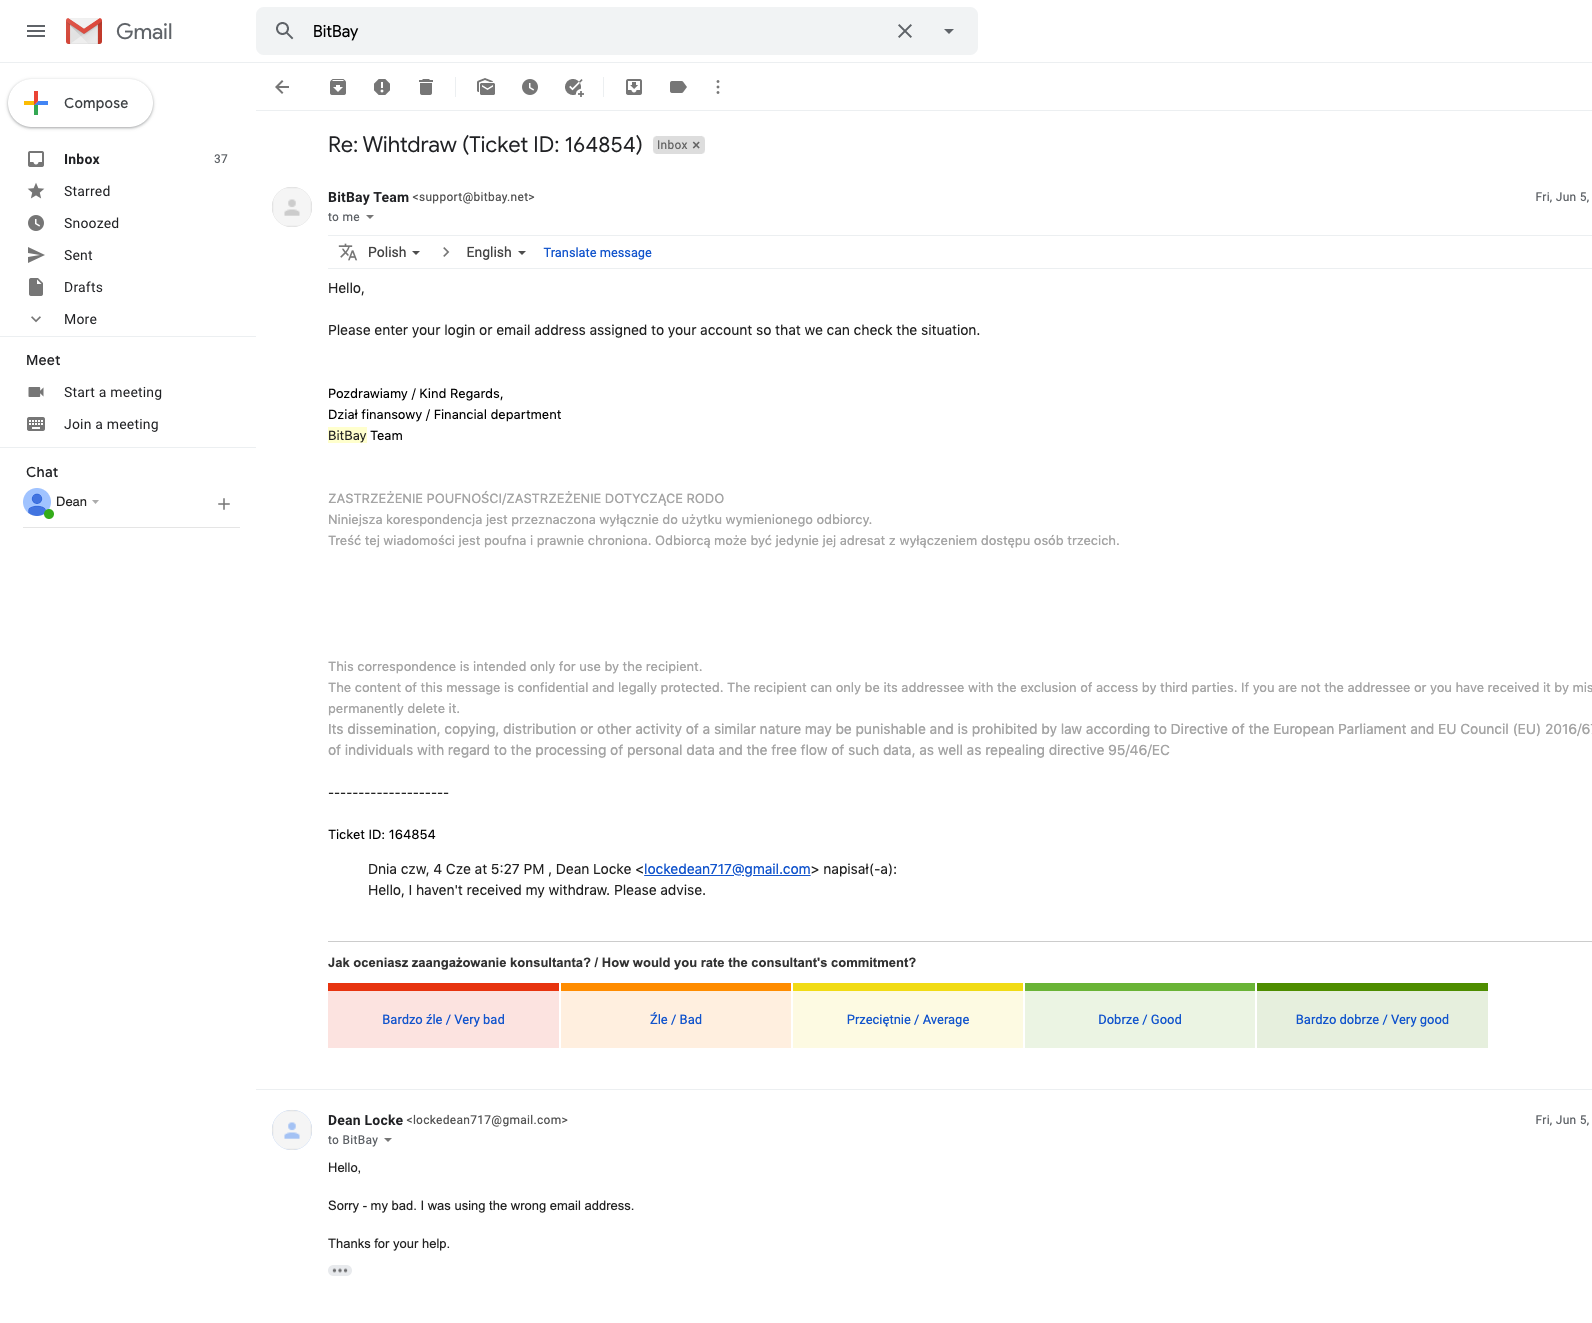 Gmail
BitBay
Compose
Inbox 37
Starred
Snoozed
Sent
Drafts
More
Meet
Start a meeting
Join a meeting
Chat
Dean
Re: Wihtdraw (Ticket ID: 164854) Inbox ×
BitBay Team <support@bitbay.net> Fri, Jun 5,
to me
Polish > English Translate message
Hello,
Please enter your login or email address assigned to your account so that we can check the situation.
Pozdrawiamy / Kind Regards,
Dział finansowy / Financial department
BitBay Team
ZASTRZEŻENIE POUFNOŚCI/ZASTRZEŻENIE DOTYCZĄCE RODO
Niniejsza korespondencja jest przeznaczona wyłącznie do użytku wymienionego odbiorcy.
Treść tej wiadomości jest poufna i prawnie chroniona. Odbiorcą może być jedynie jej adresat z wyłączeniem dostępu osób trzecich.
This correspondence is intended only for use by the recipient.
The content of this message is confidential and legally protected. The recipient can only be its addressee with the exclusion of access by third parties. If you are not the addressee or you have received it by mis
permanently delete it.
Its dissemination, copying, distribution or other activity of a similar nature may be punishable and is prohibited by law according to Directive of the European Parliament and EU Council (EU) 2016/67
of individuals with regard to the processing of personal data and the free flow of such data, as well as repealing directive 95/46/EC
--------------------
Ticket ID: 164854
Dnia czw, 4 Cze at 5:27 PM , Dean Locke <lockedean717@gmail.com> napisał(-a):
Hello, I haven't received my withdraw. Please advise.
Jak oceniasz zaangażowanie konsultanta? / How would you rate the consultant's commitment?
Bardzo źle / Very bad Źle / Bad Przeciętnie / Average Dobrze / Good Bardzo dobrze / Very good
Dean Locke <lockedean717@gmail.com> Fri, Jun 5,
to BitBay
Hello,
Sorry - my bad. I was using the wrong email address.
Thanks for your help.